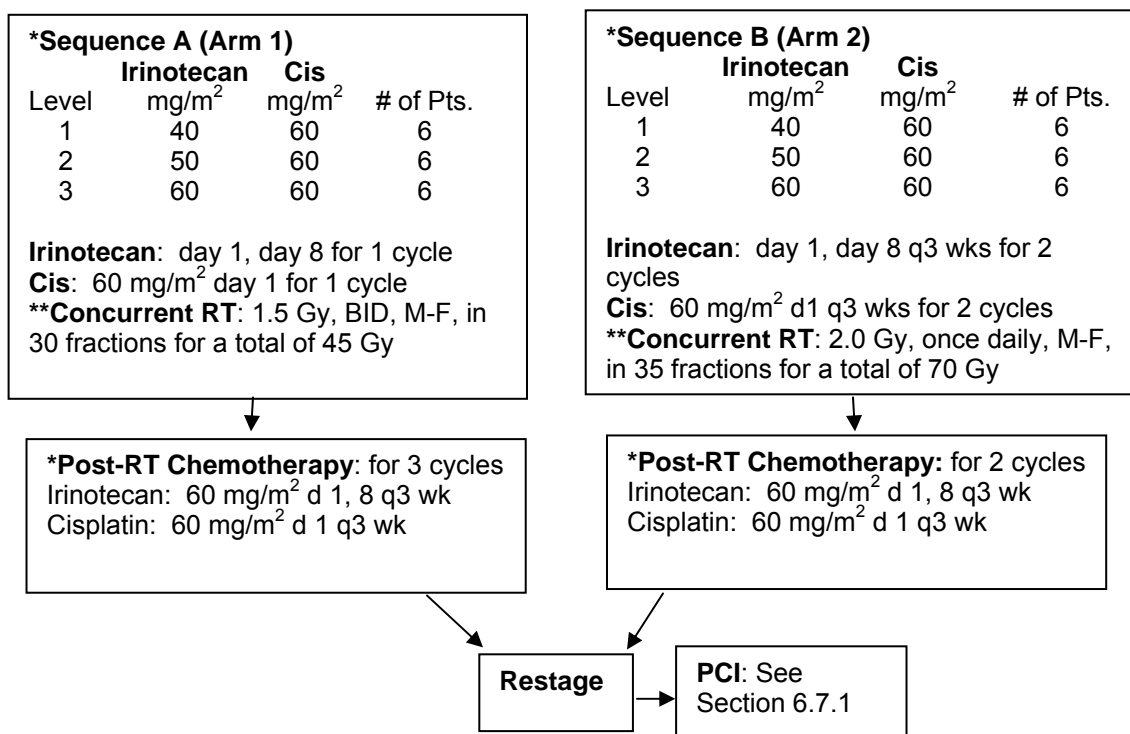 *Sequence A (Arm 1)
Irinotecan Cis
Level mg/m² mg/m² # of Pts.
1 40 60 6
2 50 60 6
3 60 60 6
Irinotecan: day 1, day 8 for 1 cycle
Cis: 60 mg/m² day 1 for 1 cycle
**Concurrent RT: 1.5 Gy, BID, M-F, in
30 fractions for a total of 45 Gy
*Sequence B (Arm 2)
Irinotecan Cis
Level mg/m² mg/m² # of Pts.
1 40 60 6
2 50 60 6
3 60 60 6
Irinotecan: day 1, day 8 q3 wks for 2
cycles
Cis: 60 mg/m² d1 q3 wks for 2 cycles
**Concurrent RT: 2.0 Gy, once daily, M-F,
in 35 fractions for a total of 70 Gy
*Post-RT Chemotherapy: for 3 cycles
Irinotecan: 60 mg/m² d 1, 8 q3 wk
Cisplatin: 60 mg/m² d 1 q3 wk
*Post-RT Chemotherapy: for 2 cycles
Irinotecan: 60 mg/m² d 1, 8 q3 wk
Cisplatin: 60 mg/m² d 1 q3 wk
Restage
PCI: See
Section 6.7.1